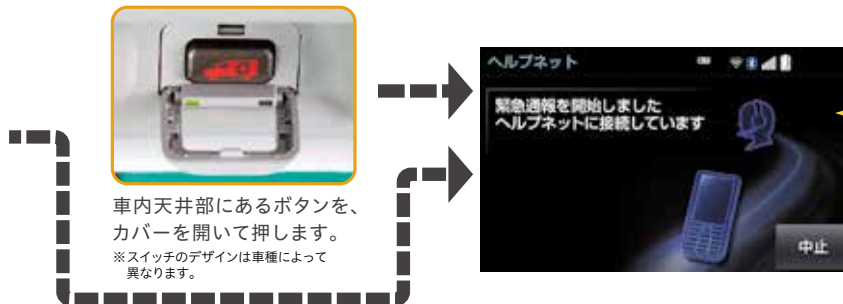 車内天井部にあるボタンを、
カバーを開いて押します。
※スイッチのデザインは車種によって
異なります。
ヘルプネット
緊急通報を開始しました
ヘルプネットに接続しています
中止